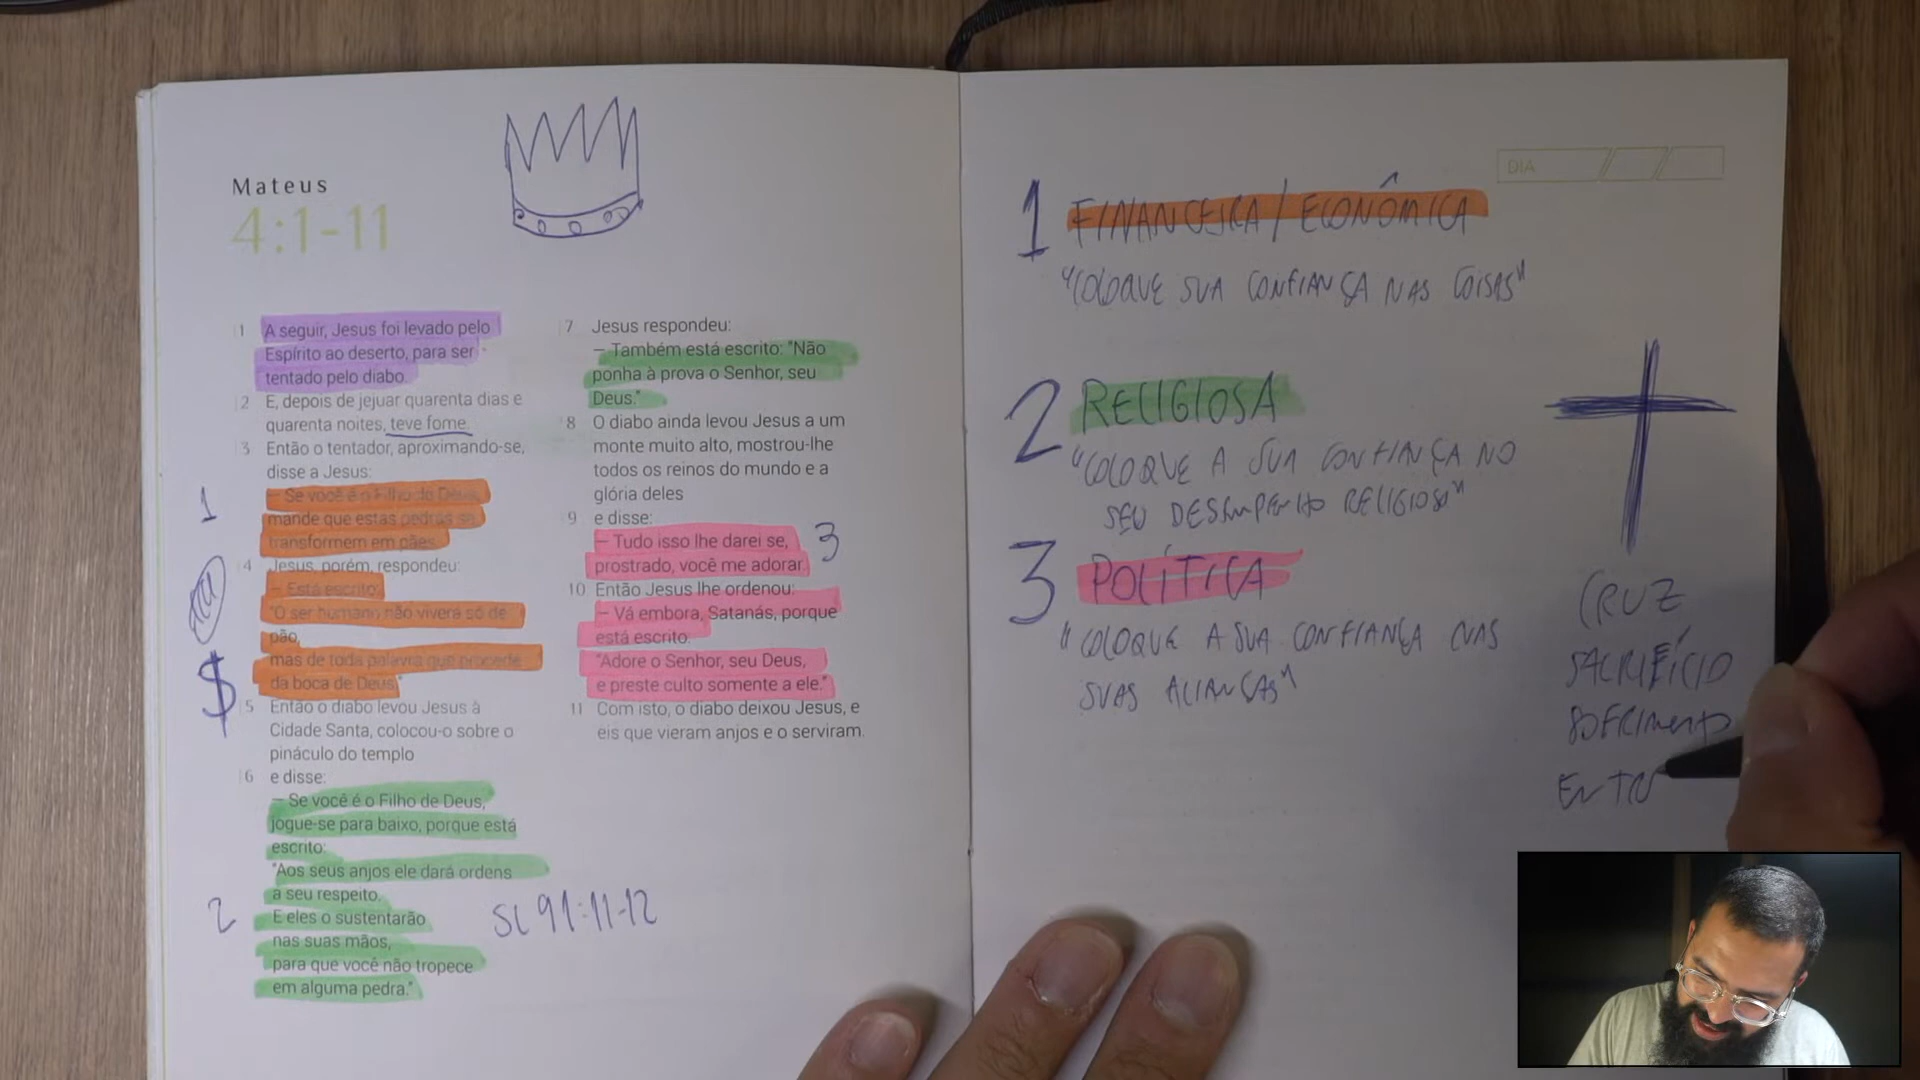 Mateus
4:1-11
1 A seguir, Jesus foi levado pelo
Espírito ao deserto, para ser
tentado pelo diabo.
2 E, depois de jejuar quarenta dias e
quarenta noites, teve fome.
3 Então o tentador, aproximando-se,
disse a Jesus:
1
— Se você é o Filho de Deus,
mande que estas pedras se
transformem em pães.
4 Jesus, porém, respondeu:
— Está escrito:
"O ser humano não viverá só de
pão,
mas de toda palavra que procede
da boca de Deus."
$
5 Então o diabo levou Jesus à
Cidade Santa, colocou-o sobre o
pináculo do templo
6 e disse:
— Se você é o Filho de Deus,
jogue-se para baixo, porque está
escrito:
"Aos seus anjos ele dará ordens
a seu respeito.
2
E eles o sustentarão
nas suas mãos,
para que você não tropece
em alguma pedra."
SL 91:11-12
7 Jesus respondeu:
— Também está escrito: "Não
ponha à prova o Senhor, seu
Deus."
8 O diabo ainda levou Jesus a um
monte muito alto, mostrou-lhe
todos os reinos do mundo e a
glória deles
9 e disse:
— Tudo isso lhe darei se,
prostrado, você me adorar.
3
10 Então Jesus lhe ordenou:
— Vá embora, Satanás, porque
está escrito:
"Adore o Senhor, seu Deus,
e preste culto somente a ele."
11 Com isto, o diabo deixou Jesus, e
eis que vieram anjos e o serviram.
DIA
1 FINANCEIRA / ECONÔMICA
"COLOQUE SUA CONFIANÇA NAS COISAS"
2 RELIGIOSA
"COLOQUE A SUA CONFIANÇA NO
SEU DESEMPENHO RELIGIOSO"
3 POLÍTICA
"COLOQUE A SUA CONFIANÇA NAS
SUAS ALIANÇAS"
CRUZ
SACRIFÍCIO
SOFRIMENTO
ENTR